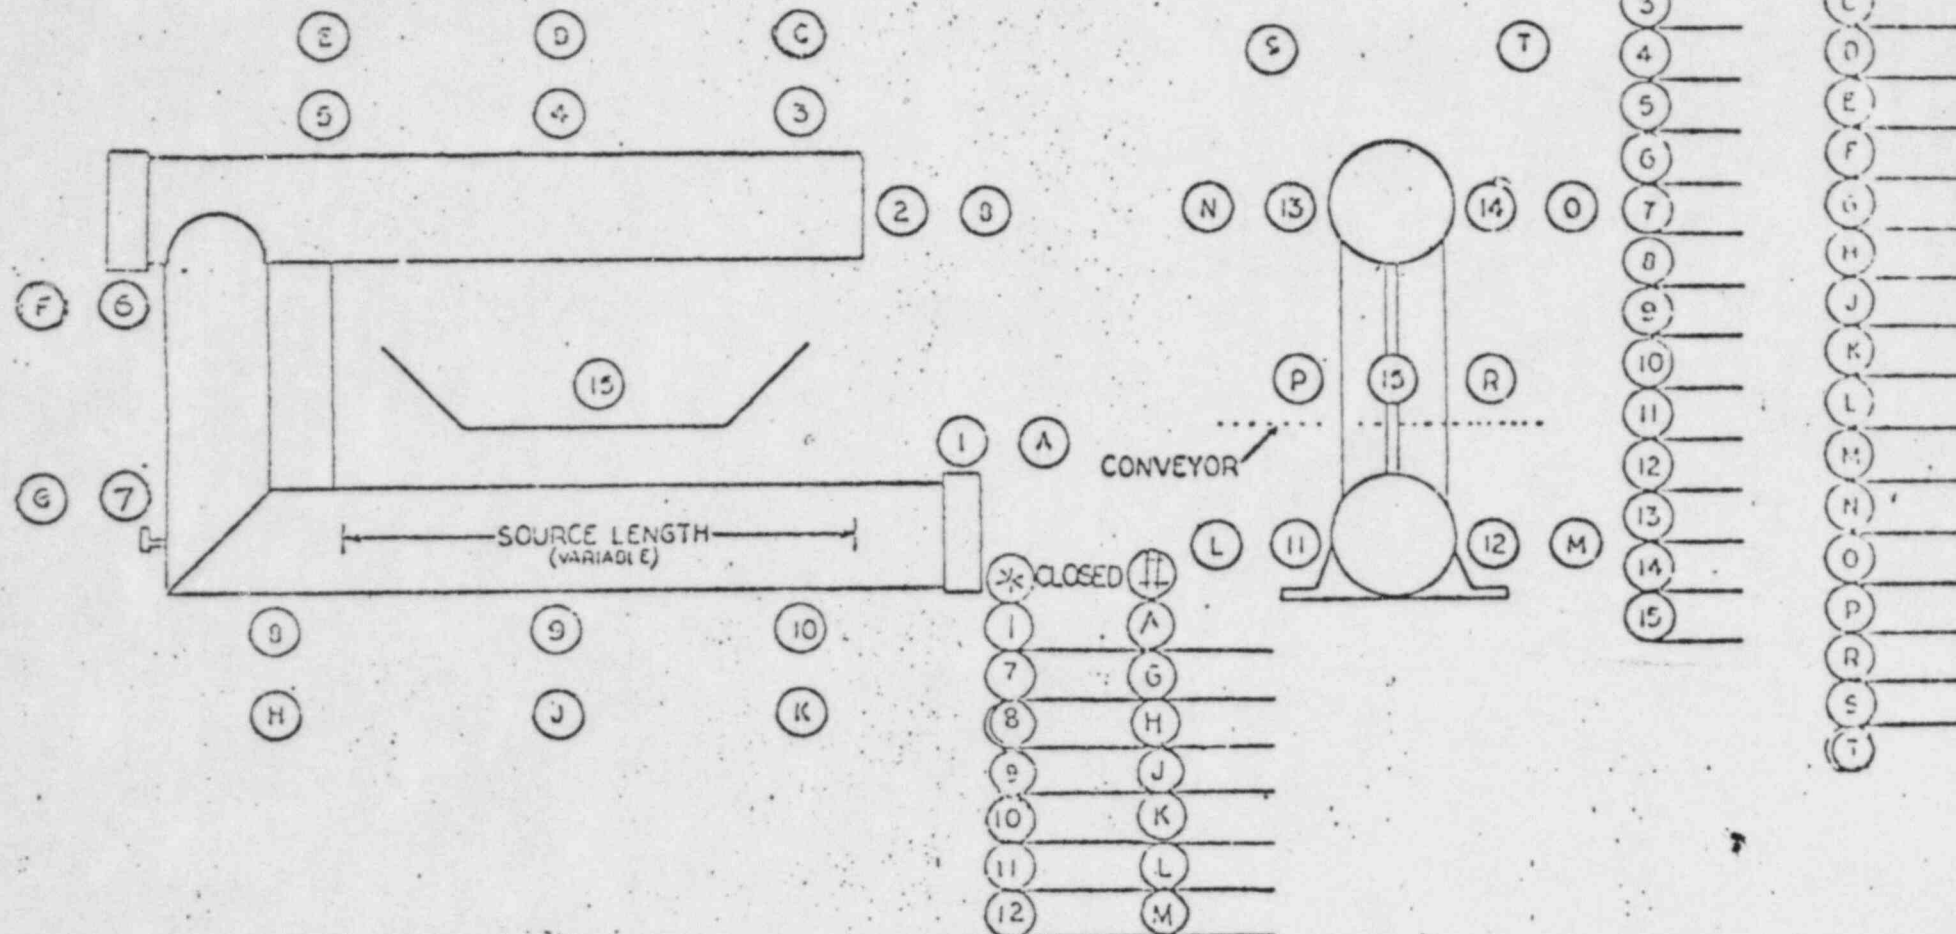 E D C
5 4 3
2 B
F 6
15
1 A
G 7
SOURCE LENGTH
(VARIABLE)
8 9 10
H J K
S T
N 13 14 O
P 15 R
CONVEYOR
L 11 12 M
CLOSED
1 A
7 G
8 H
9 J
10 K
11 L
12 M
3
4
5
6
7
8
9
10
11
12
13
14
15
C
D
E
F
G
H
J
K
L
M
N
O
P
R
S
T